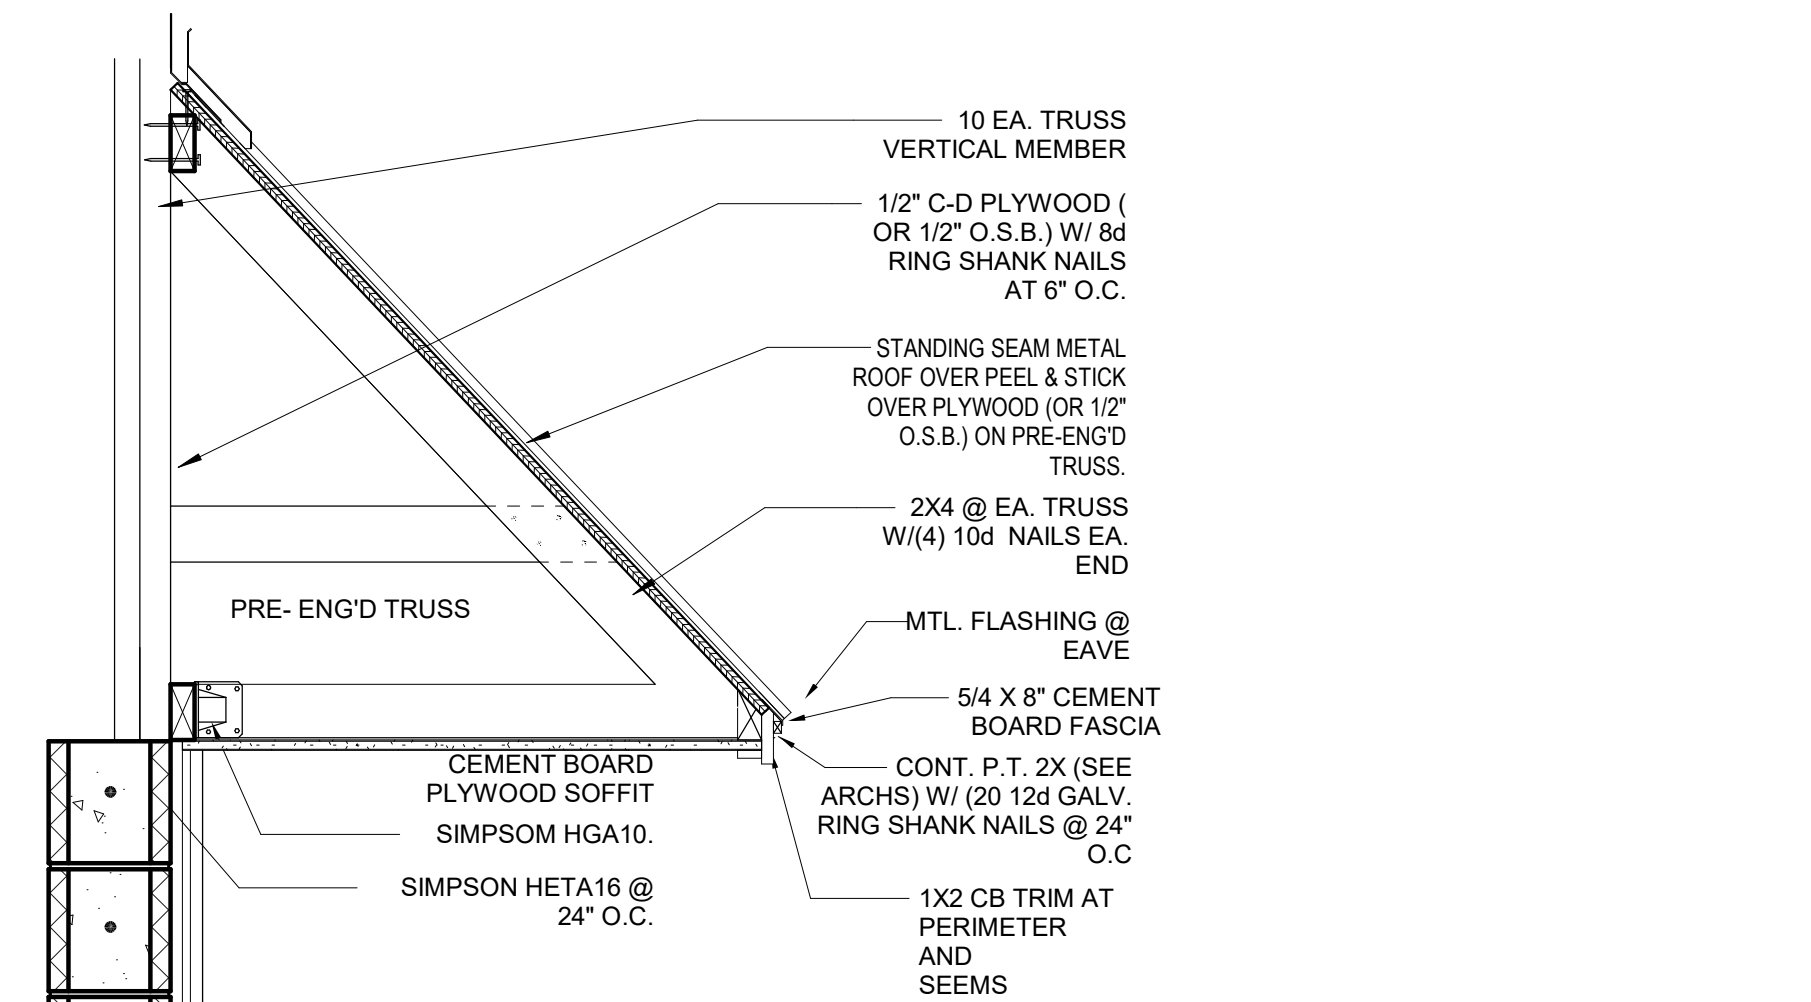 10 EA. TRUSS
VERTICAL MEMBER
1/2" C-D PLYWOOD (
OR 1/2" O.S.B.) W/ 8d
RING SHANK NAILS
AT 6" O.C.
STANDING SEAM METAL
ROOF OVER PEEL & STICK
OVER PLYWOOD (OR 1/2"
O.S.B.) ON PRE-ENG'D
TRUSS.
2X4 @ EA. TRUSS
W/(4) 10d NAILS EA.
END
PRE- ENG'D TRUSS
MTL. FLASHING @
EAVE
5/4 X 8" CEMENT
BOARD FASCIA
CEMENT BOARD
PLYWOOD SOFFIT
SIMPSOM HGA10.
SIMPSON HETA16 @
24" O.C.
CONT. P.T. 2X (SEE
ARCHS) W/ (20 12d GALV.
RING SHANK NAILS @ 24"
O.C
1X2 CB TRIM AT
PERIMETER
AND
SEEMS